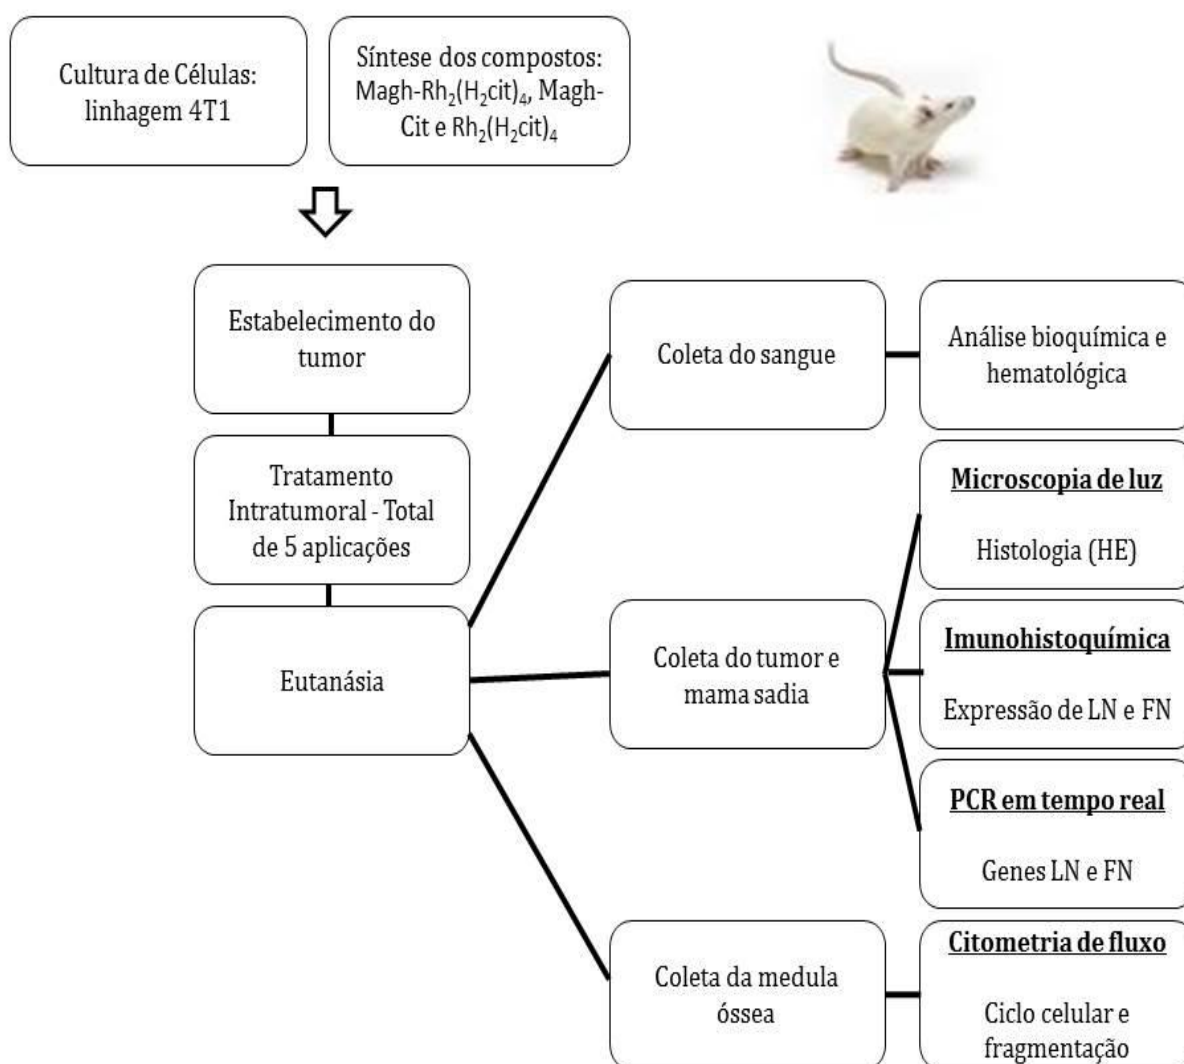 Cultura de Células:
linhagem 4T1
Síntese dos compostos:
Magh-Rh₂(H₂cit)₄, Magh-
Cit e Rh₂(H₂cit)₄
Estabelecimento do
tumor
Tratamento
Intratumoral - Total
de 5 aplicações
Eutanásia
Coleta do sangue
Análise bioquímica e
hematológica
Coleta do tumor e
mama sadia
Microscopia de luz
Histologia (HE)
Imunohistoquímica
Expressão de LN e FN
PCR em tempo real
Genes LN e FN
Coleta da medula
óssea
Citometria de fluxo
Ciclo celular e
fragmentação